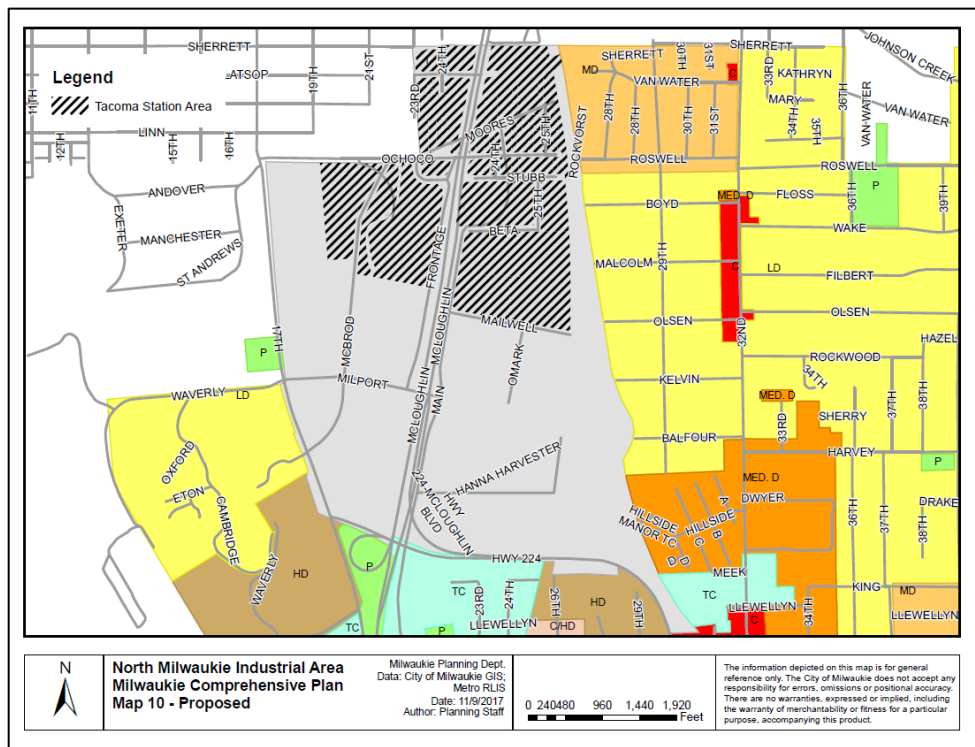 SHERRETT
24TH
SHERRETT
30TH
31ST
SHERRETT
JOHNSON CREEK
Legend
ATSOP
19TH
21ST
23RD
MD
VAN WATER
C
33RD
KATHRYN
36TH
Tacoma Station Area
11TH
MOORES
25TH
28TH
28TH
30TH
31ST
MARY
34TH
35TH
VAN-WATER
VAN WATER
LINN
12TH
15TH
16TH
OCHOCO
24TH
ROCKVORST
ROSWELL
ROSWELL
STUBB
P
ANDOVER
EXETER
25TH
BOYD
MED. D
FLOSS
36TH
39TH
MANCHESTER
BETA
WAKE
ST ANDREWS
FRONTAGE
MALCOLM
29TH
C
LD
FILBERT
17TH
MCBROD
MCLOUGHLIN
MAILWELL
OLSEN
32ND
OLSEN
HAZEL
P
OMARK
ROCKWOOD
MILPORT
KELVIN
34TH
37TH
38TH
WAVERLY
LD
MAIN
MCLOUGHLIN
MED. D
33RD
SHERRY
OXFORD
BALFOUR
HARVEY
HANNA HARVESTER
P
ETON
MED. D
CAMBRIDGE
HWY
224-MCLOUGHLIN
BLVD
HILLSIDE
MANOR TC
HILLSIDE
A
B
C
D
D
DWYER
36TH
37TH
38TH
DRAKE
HWY 224
MEEK
HD
WAVERLY
P
TC
23RD
24TH
26TH
HD
29TH
TC
KING
MD
TC
P
LLEWELLYN
C/HD
LLEWELLYN
C
34TH
LLEWELLYN
N
North Milwaukie Industrial Area
Milwaukie Comprehensive Plan
Map 10 - Proposed
Milwaukie Planning Dept.
Data: City of Milwaukie GIS;
Metro RLIS
Date: 11/9/2017
Author: Planning Staff
0 240480 960 1,440 1,920
Feet
The information depicted on this map is for general
reference only. The City of Milwaukie does not accept any
responsibility for errors, omissions or positional accuracy.
There are no warranties, expressed or implied, including
the warranty of merchantability or fitness for a particular
purpose, accompanying this product.